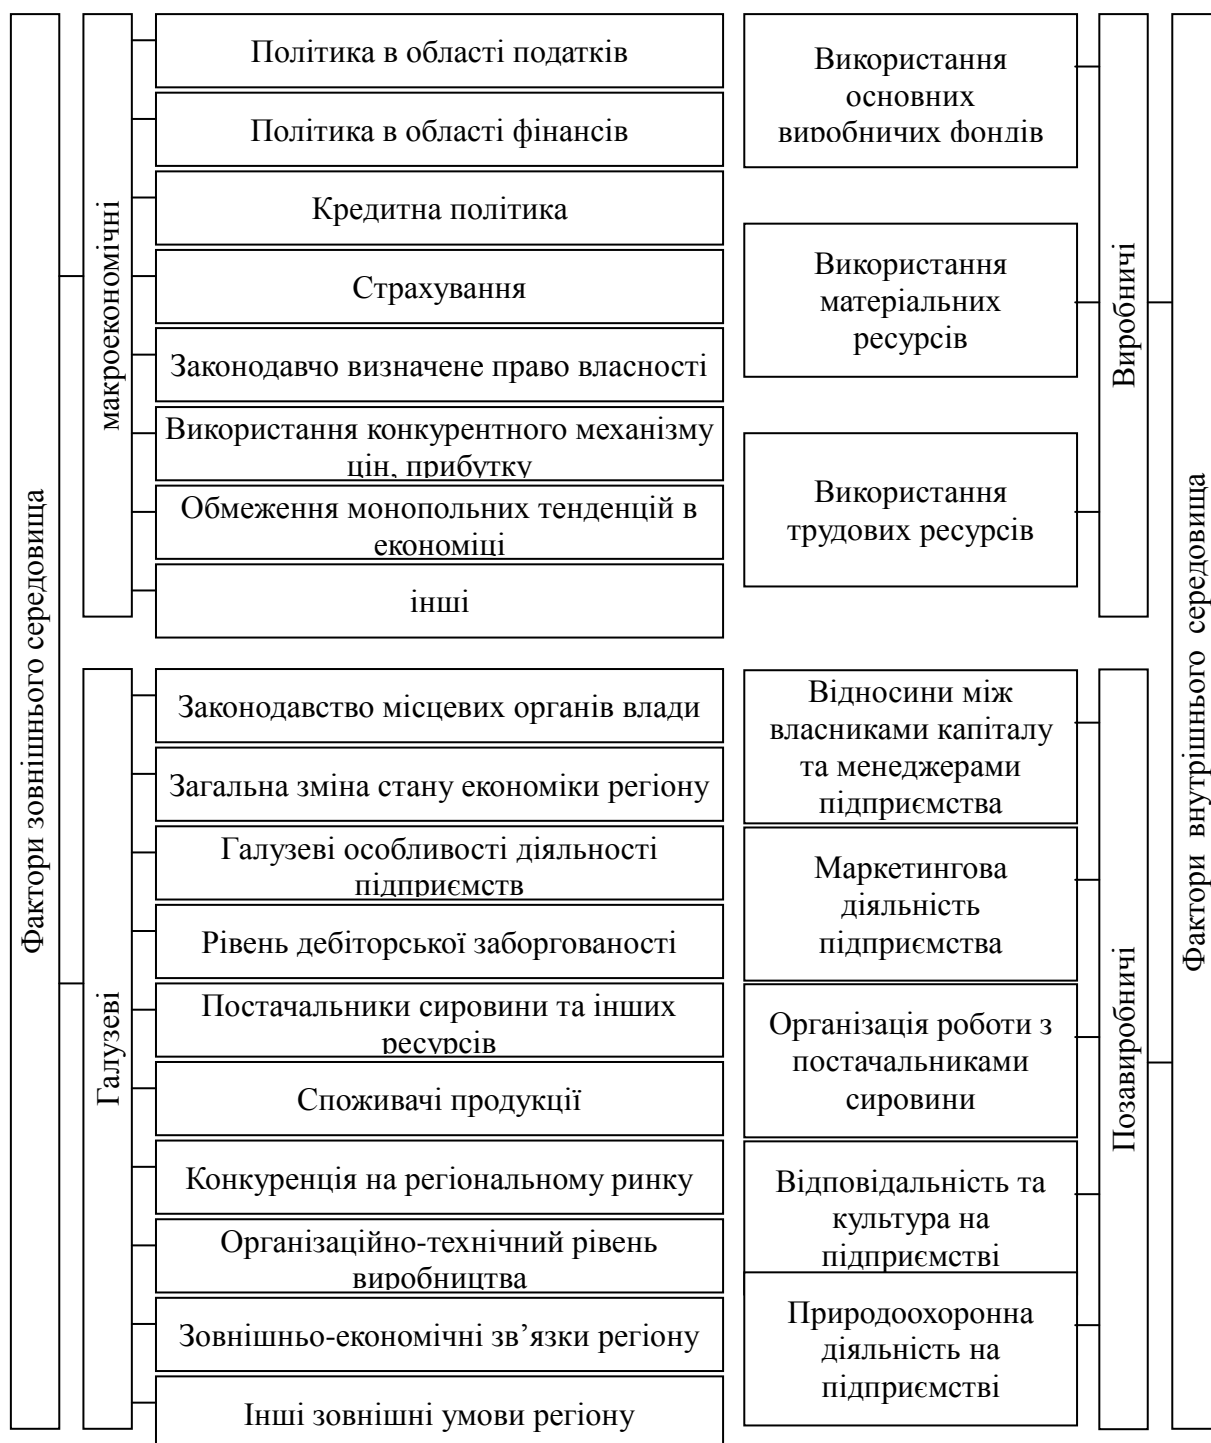 Фактори зовнішнього середовища
макроекономічні
Політика в області податків
Політика в області фінансів
Кредитна політика
Страхування
Законодавчо визначене право власності
Використання конкурентного механізму
цін, прибутку
Обмеження монопольних тенденцій в
економіці
інші
Галузеві
Законодавство місцевих органів влади
Загальна зміна стану економіки регіону
Галузеві особливості діяльності
підприємств
Рівень дебіторської заборгованості
Постачальники сировини та інших
ресурсів
Споживачі продукції
Конкуренція на регіональному ринку
Організаційно-технічний рівень
виробництва
Зовнішньо-економічні зв’язки регіону
Інші зовнішні умови регіону
Використання
основних
виробничих фондів
Використання
матеріальних
ресурсів
Використання
трудових ресурсів
Виробничі
Відносини між
власниками капіталу
та менеджерами
підприємства
Маркетингова
діяльність
підприємства
Організація роботи з
постачальниками
сировини
Відповідальність та
культура на
підприємстві
Природоохоронна
діяльність на
підприємстві
Позавиробничі
Фактори внутрішнього середовища